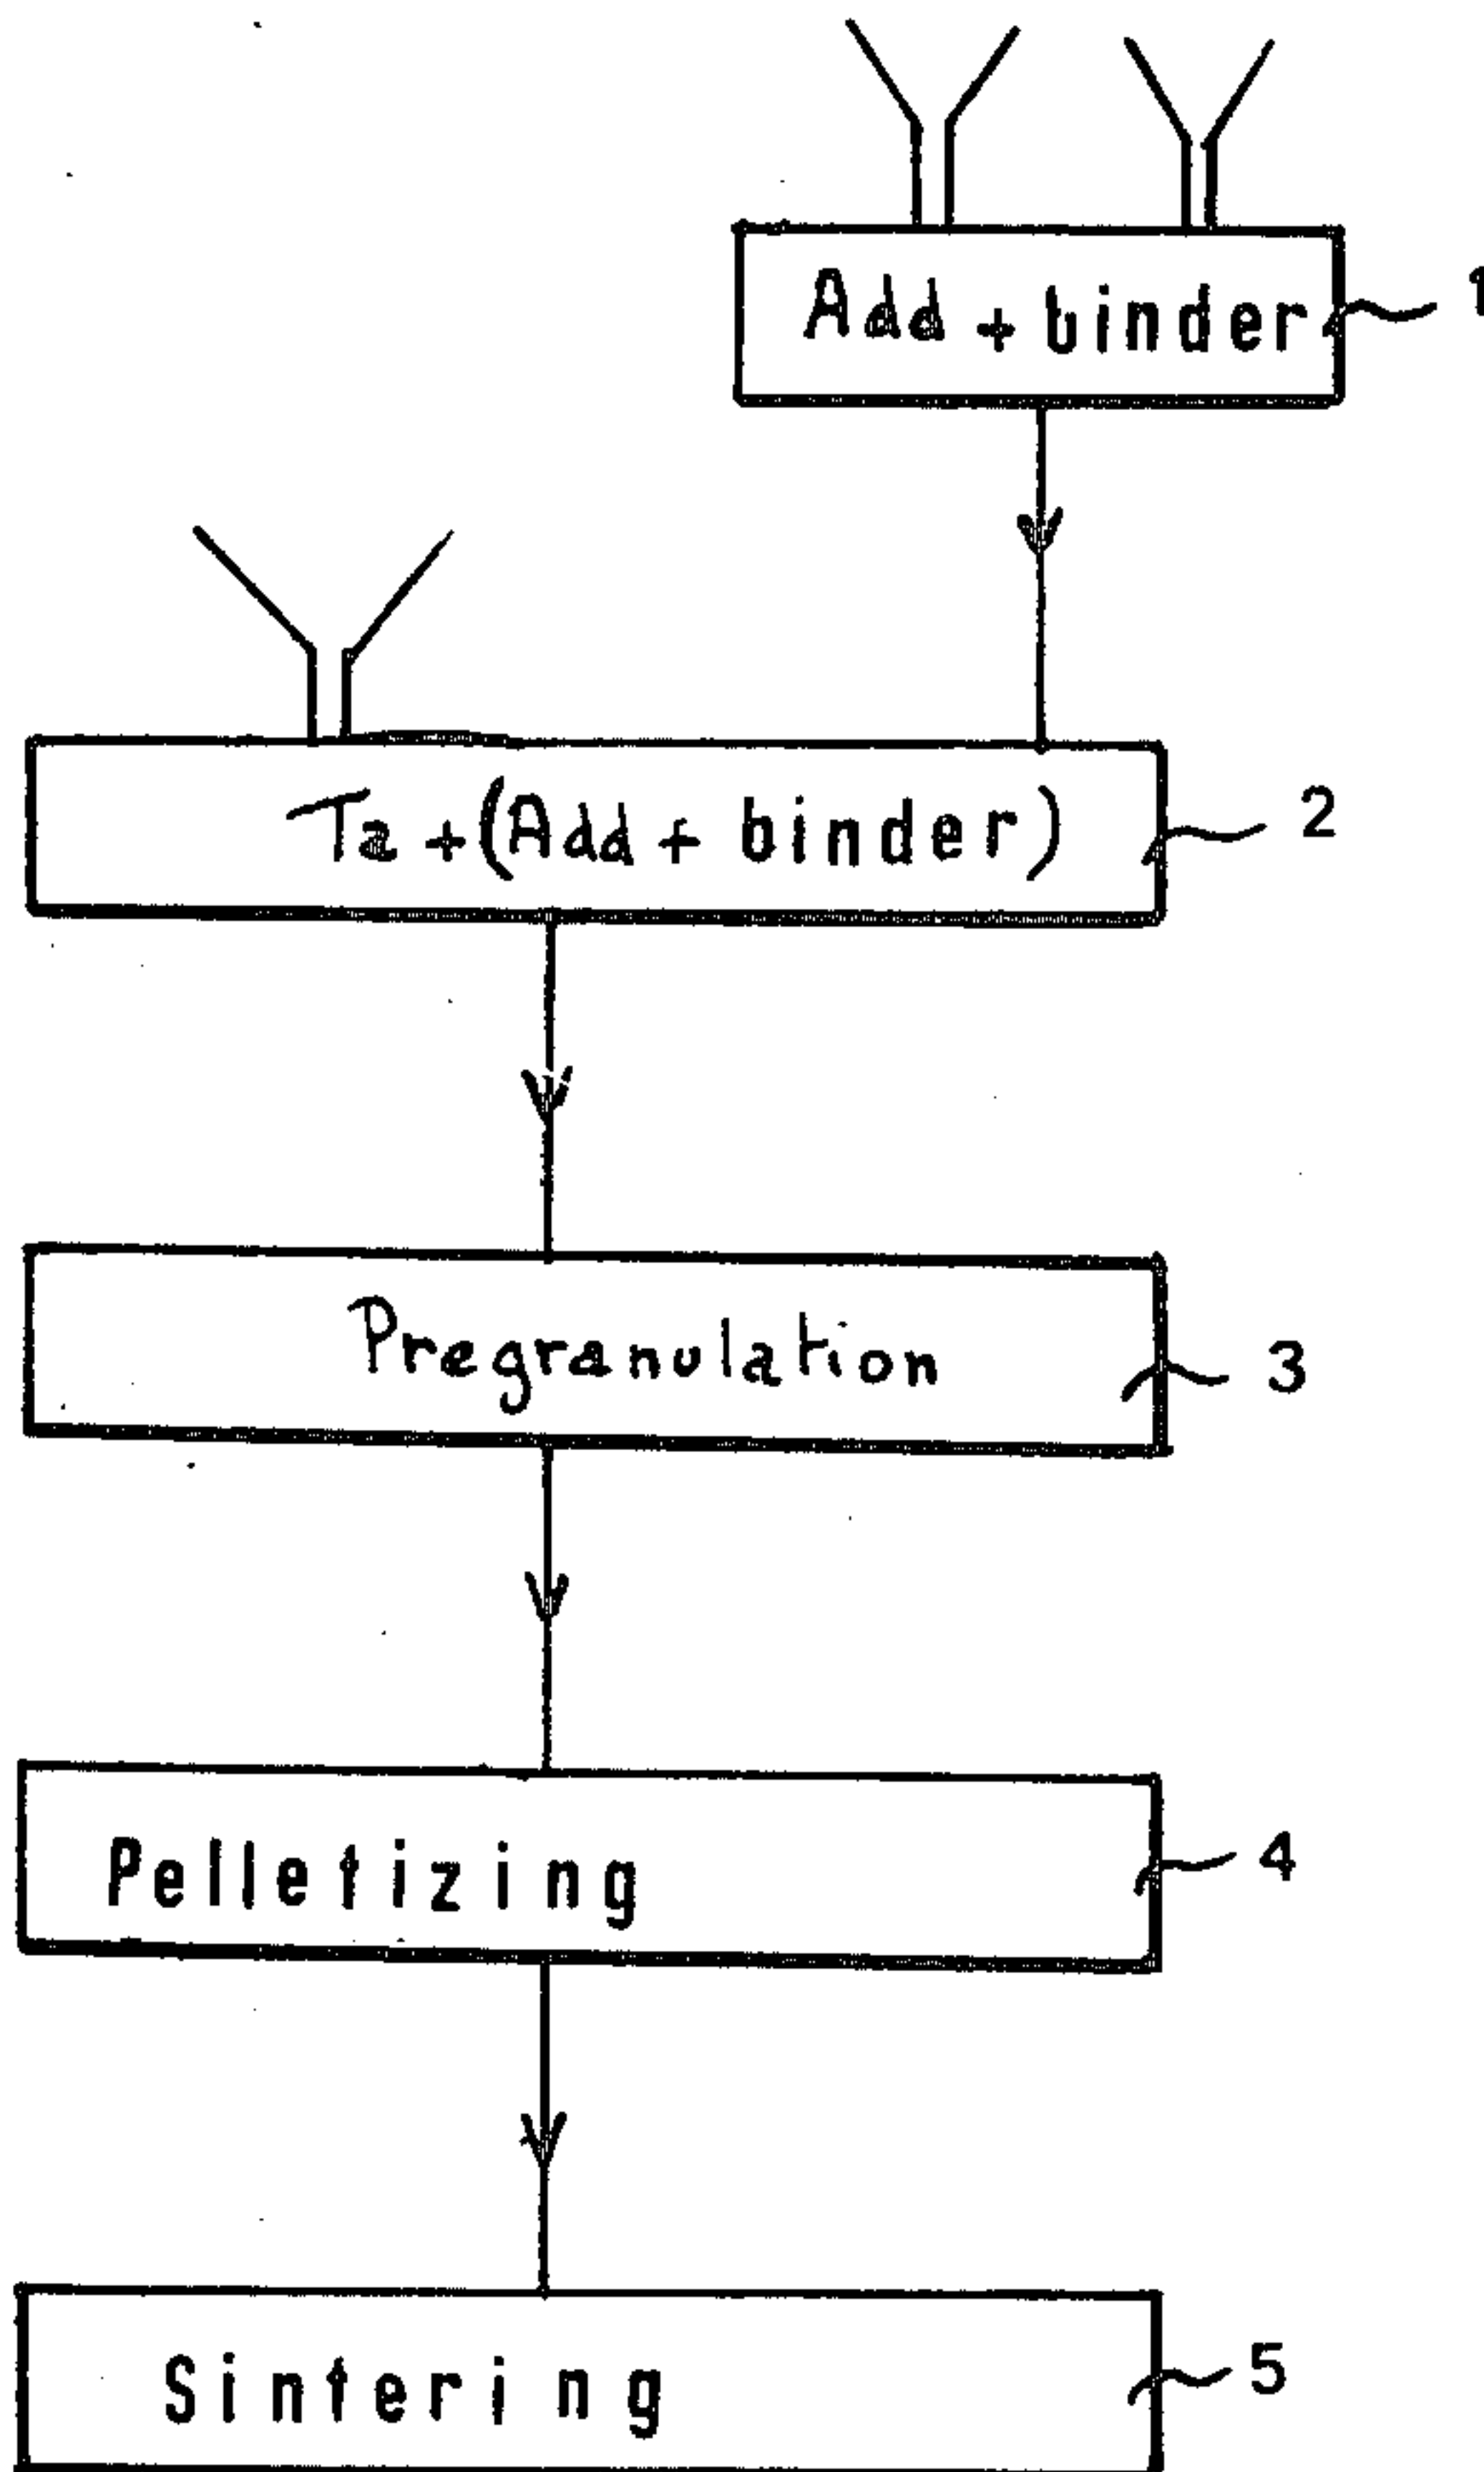 Add + binder 1
Ta + (Add + binder) 2
Pregranulation 3
Pelletizing 4
Sintering 5